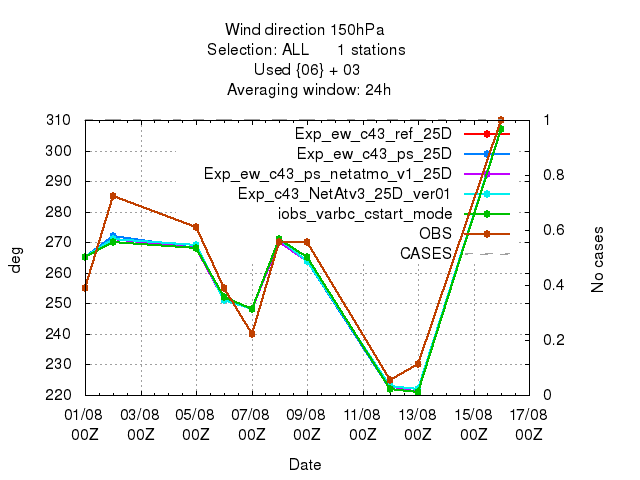 Wind direction 150hPa
Selection: ALL 1 stations
Used {06} + 03
Averaging window: 24h
310
300
290
280
270
260
250
240
230
220
deg
1
0.8
0.6
0.4
0.2
0
No cases
Exp_ew_c43_ref_25D
Exp_ew_c43_ps_25D
Exp_ew_c43_ps_netatmo_v1_25D
Exp_c43_NetAtv3_25D_ver01
iobs_varbc_cstart_mode
OBS
CASES
01/08 03/08 05/08 07/08 09/08 11/08 13/08 15/08 17/08
00Z 00Z 00Z 00Z 00Z 00Z 00Z 00Z 00Z
Date